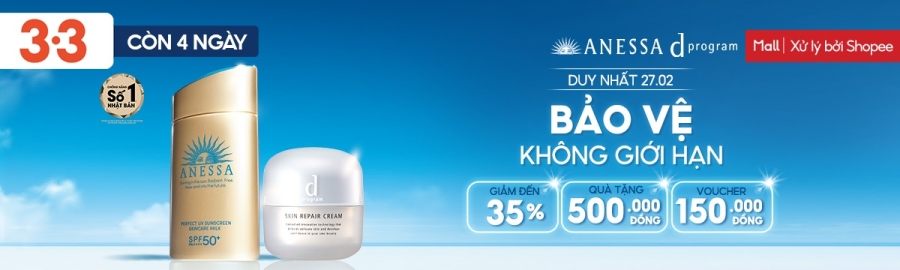 3.3
CÒN 4 NGÀY
ANESSA d program
Mall | Xử lý bởi Shopee
DUY NHẤT 27.02
BẢO VỆ
KHÔNG GIỚI HẠN
GIẢM ĐẾN
35%
QUÀ TẶNG
500.000
ĐỒNG
VOUCHER
150.000
ĐỒNG
Số 1
NHẬT BẢN
ANESSA
PERFECT UV SUNSCREEN
SKINCARE MILK
SPF50+
d
program
SKIN REPAIR CREAM